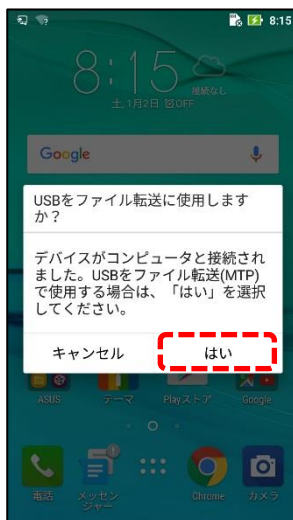 8:15
8:15
接続なし
土, 1月2日 OFF
Google
USBをファイル転送に使用します
か？
デバイスがコンピュータと接続され
ました。USBをファイル転送(MTP)
で使用する場合は、「はい」を選択
してください。
キャンセル はい
ASUS テーマ Playストア Google
電話 メッセン
ジャー Chrome カメラ